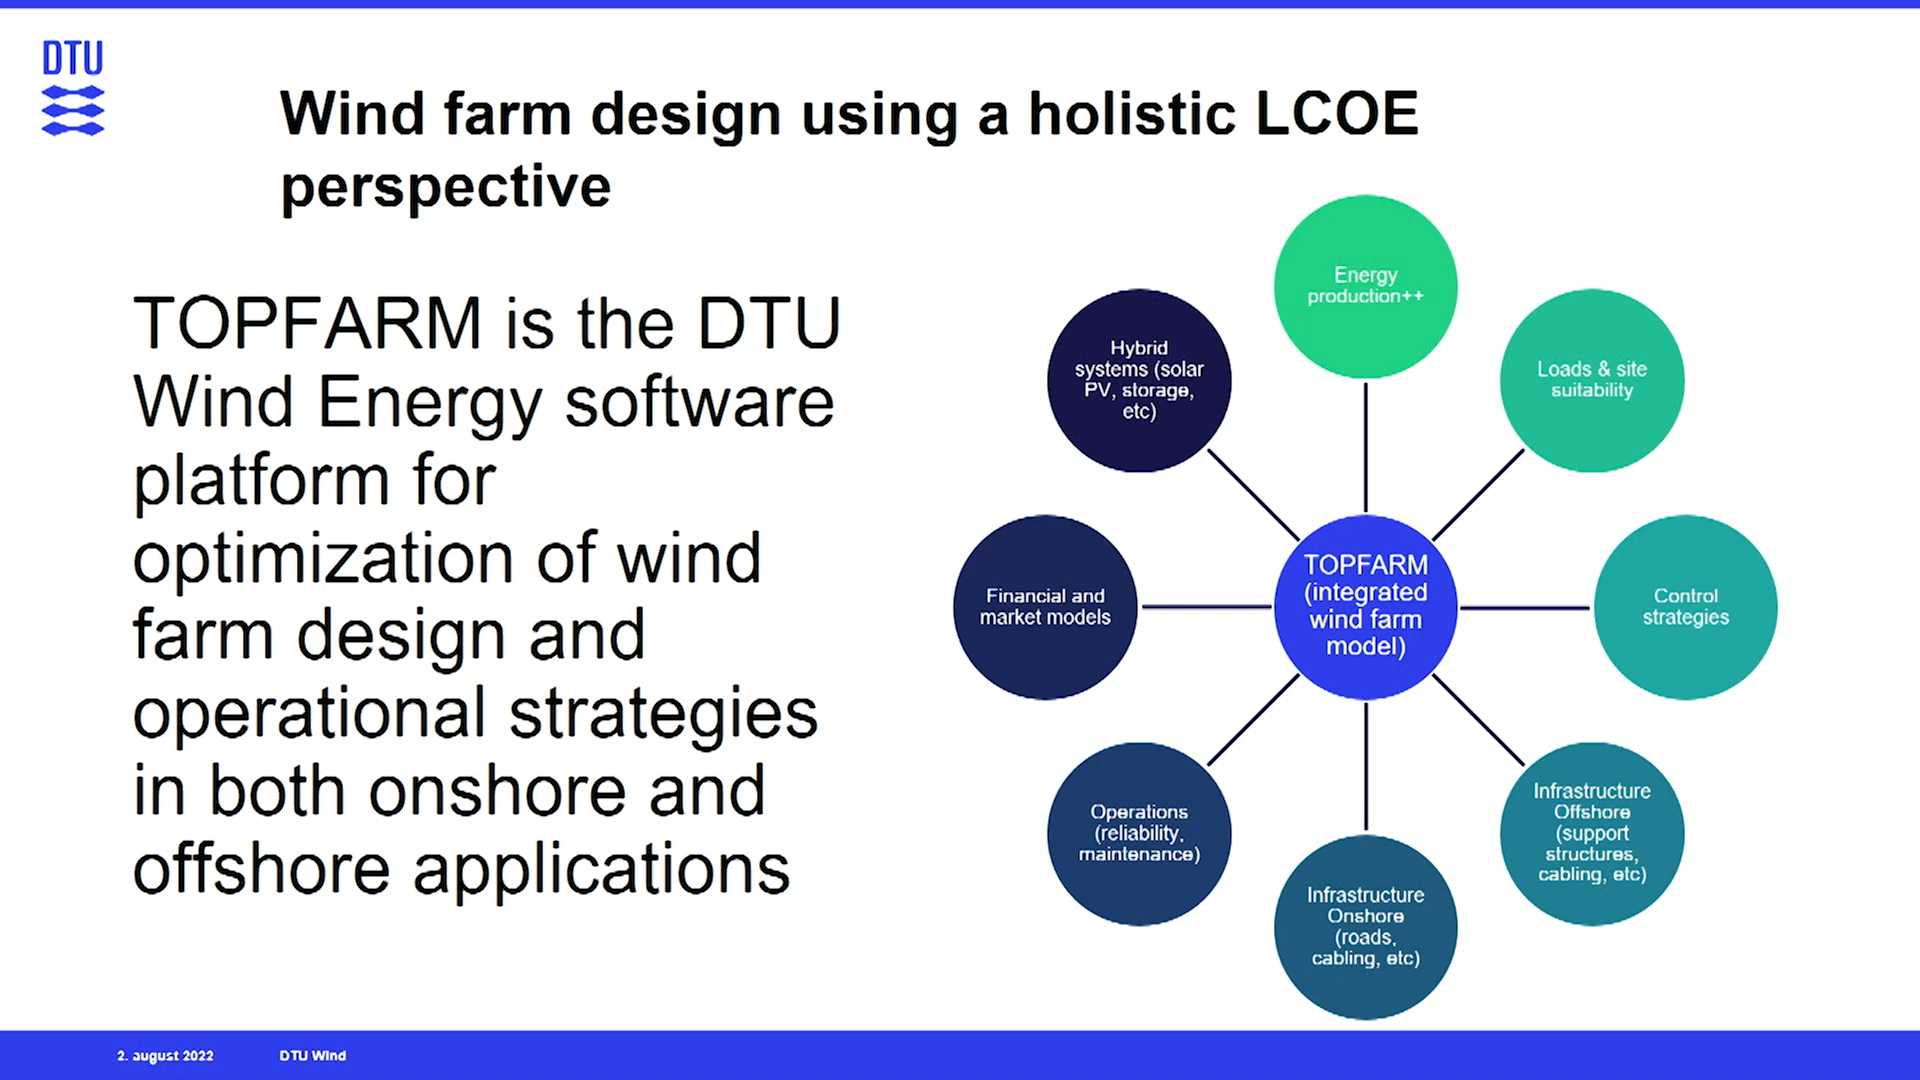 DTU
Wind farm design using a holistic LCOE
perspective
TOPFARM is the DTU
Wind Energy software
platform for
optimization of wind
farm design and
operational strategies
in both onshore and
offshore applications
Energy
production++
Loads & site
suitability
Control
strategies
Infrastructure
Offshore
(support
structures,
cabling, etc)
Infrastructure
Onshore
(roads,
cabling, etc)
Operations
(reliability,
maintenance)
Financial and
market models
Hybrid
systems (solar
PV, storage,
etc)
TOPFARM
(integrated
wind farm
model)
2. august 2022
DTU Wind